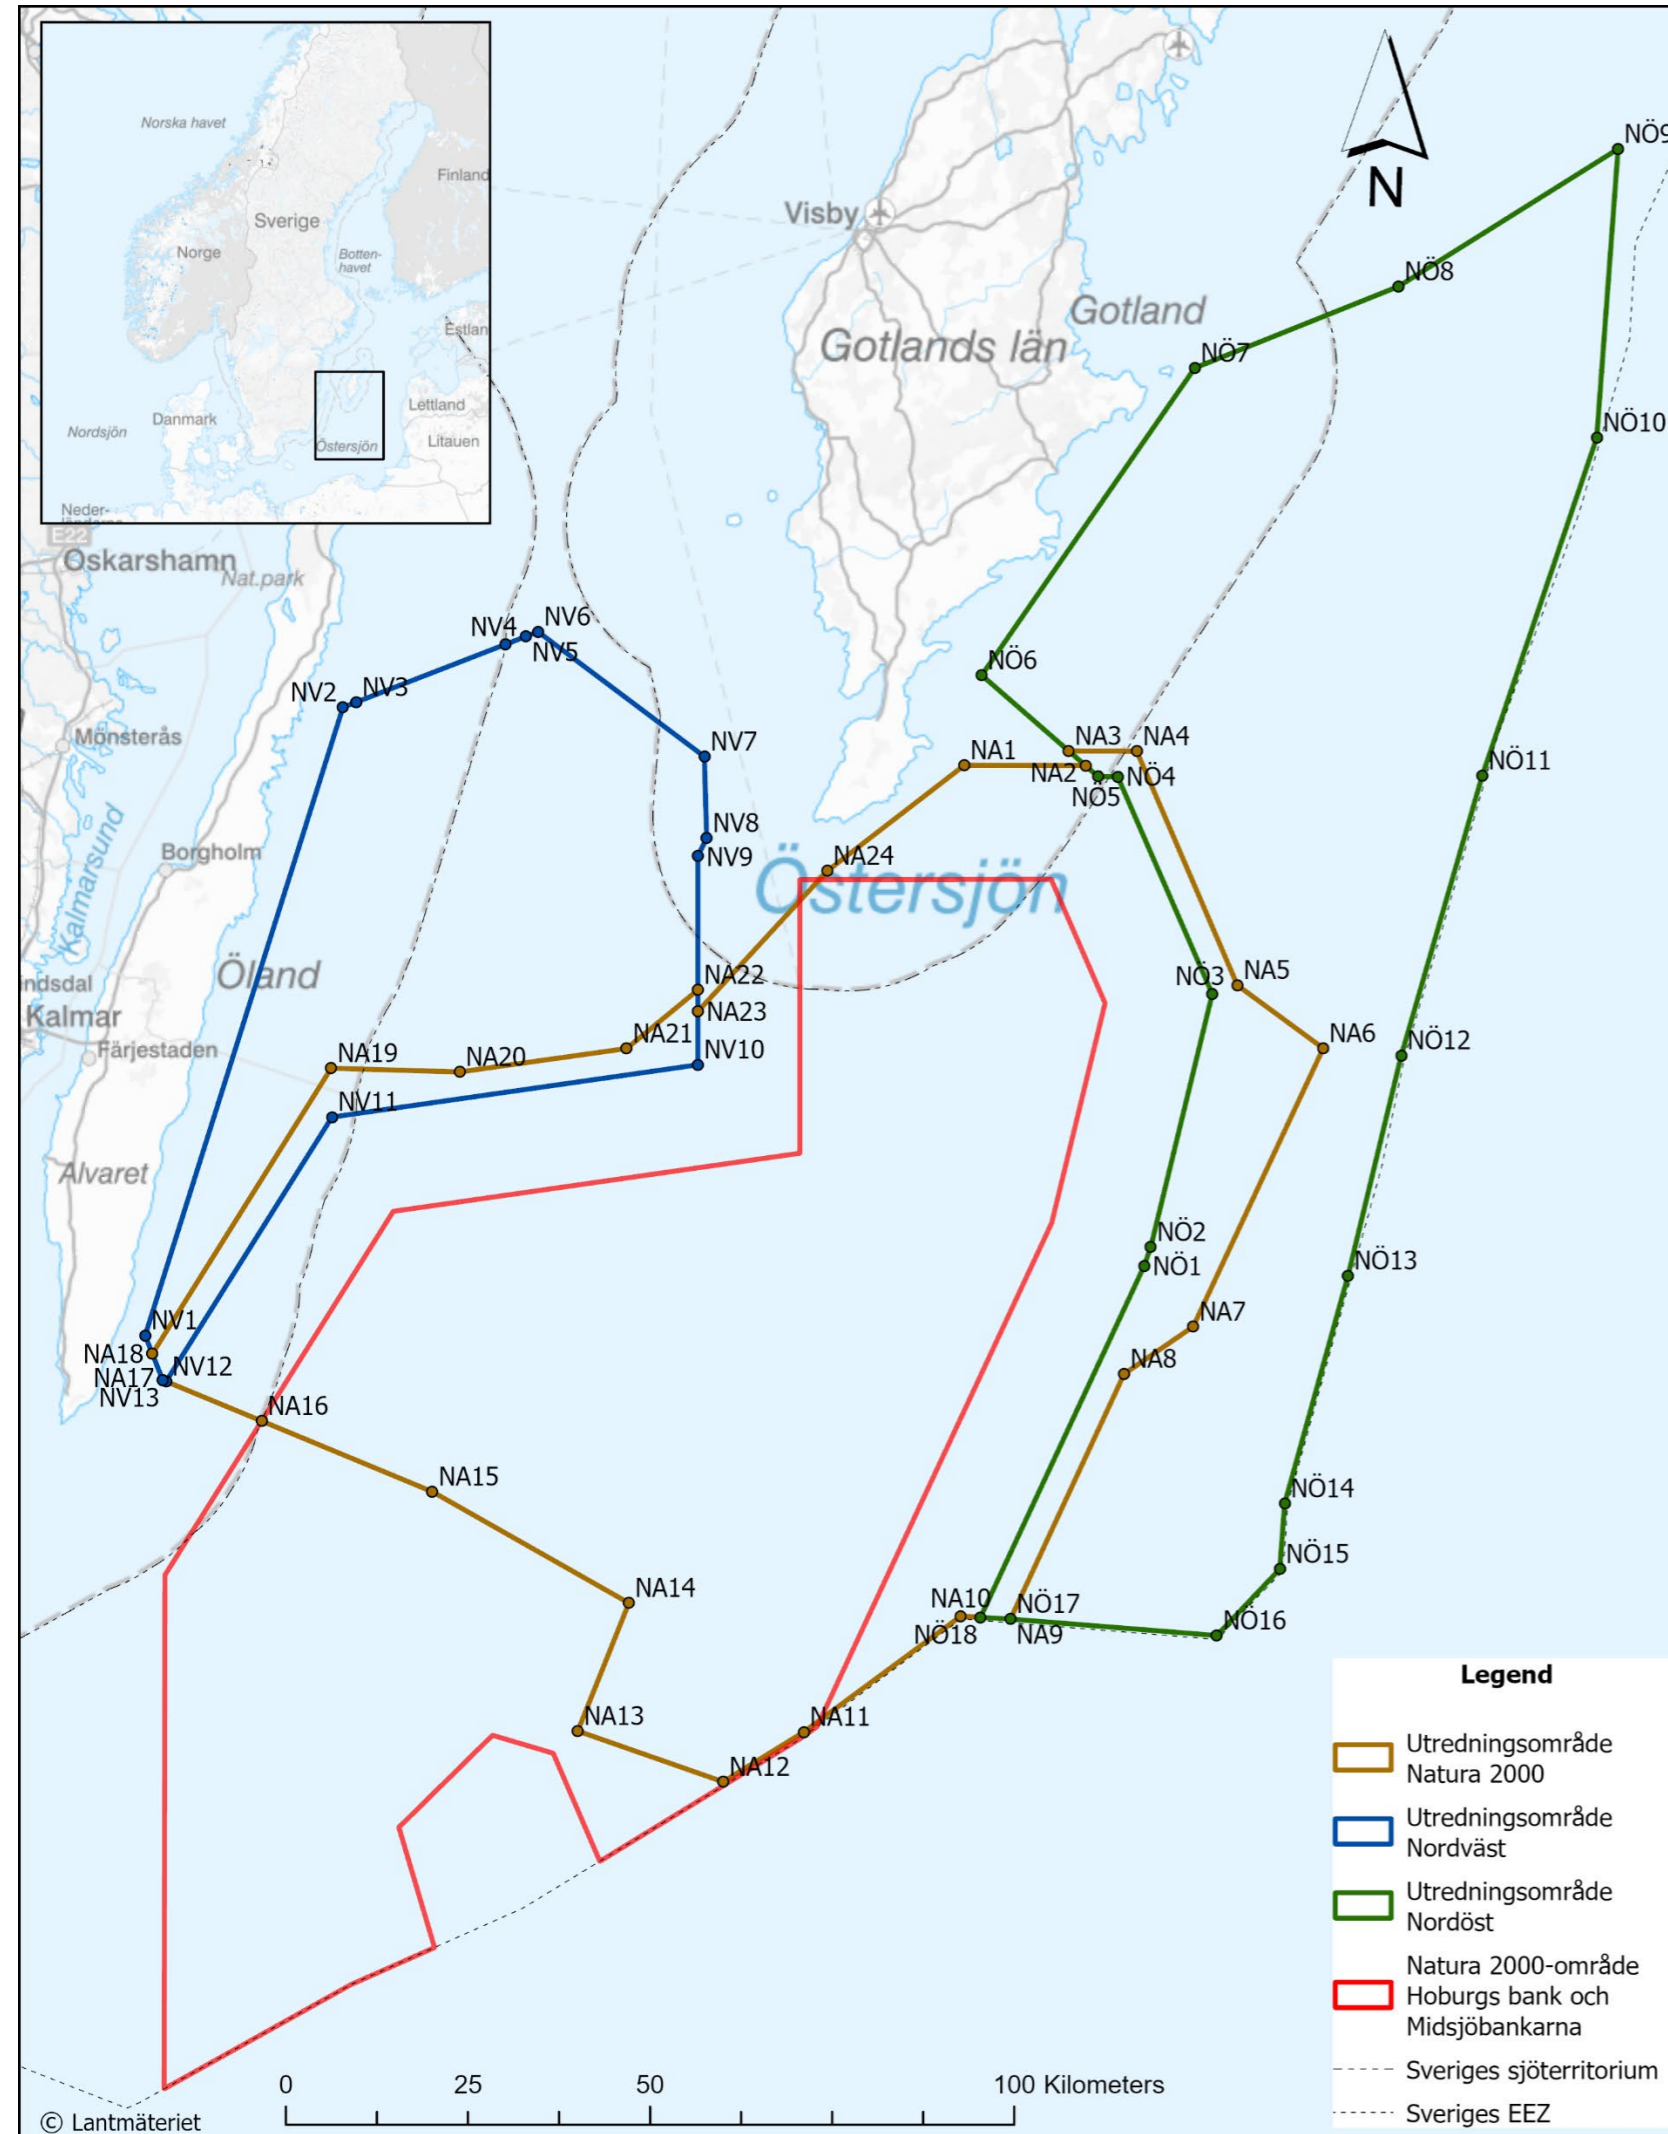 Norska havet
Finland
Sverige
Norge
Botten-
havet
Estlan
Danmark
Lettland
Nordsjön
Östersjön
Litauen
Neder-
E22
Oskarshamn
Nat.park
Mönsterås
Borgholm
Kalmarsund
Öland
indsdal
Kalmar
Färjestaden
Alvaret
Visby
Gotlands län
Gotland
Östersjön
N
NÖ9
NÖ8
NÖ7
NÖ10
NÖ6
NÖ11
NÖ12
NÖ13
NÖ14
NÖ15
NÖ16
NV4
NV6
NV5
NV2
NV3
NV7
NV8
NV9
NV10
NV11
NV1
NV12
NV13
NA1
NA3
NA4
NA2
NÖ4
NÖ5
NA24
NÖ3
NA5
NA6
NA22
NA23
NA21
NA19
NA20
NÖ2
NÖ1
NA7
NA8
NA18
NA17
NA16
NA15
NA14
NA10
NÖ17
NÖ18
NA9
NA13
NA11
NA12
Legend
Utredningsområde
Natura 2000
Utredningsområde
Nordväst
Utredningsområde
Nordöst
Natura 2000-område
Hoburgs bank och
Midsjöbankarna
Sveriges sjöterritorium
Sveriges EEZ
0 25 50 100 Kilometers
© Lantmäteriet